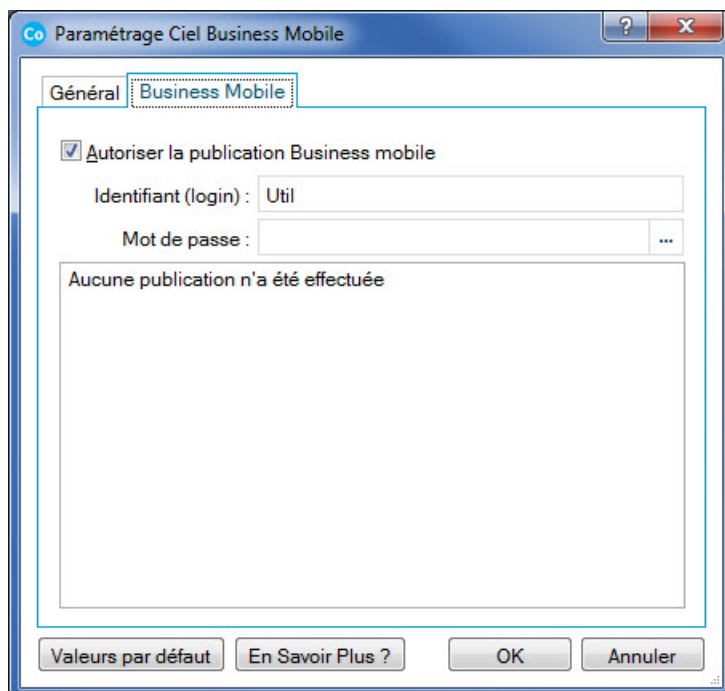 Co Paramétrage Ciel Business Mobile ? X
Général Business Mobile
Autoriser la publication Business mobile
Identifiant (login) : Util
Mot de passe : ...
Aucune publication n'a été effectuée
Valeurs par défaut En Savoir Plus ? OK Annuler